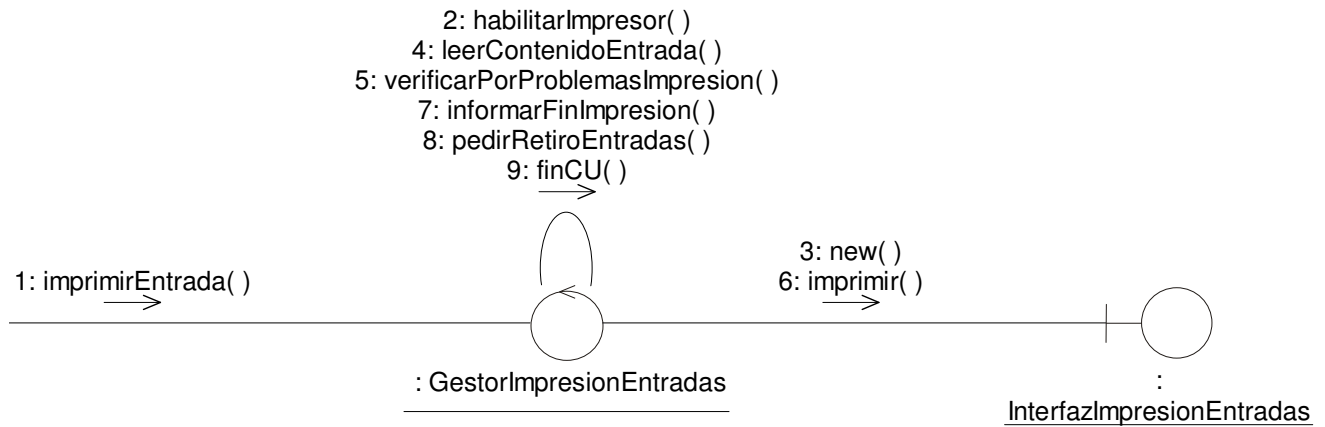 2: habilitarImpresor( )
4: leerContenidoEntrada( )
5: verificarPorProblemasImpresion( )
7: informarFinImpresion( )
8: pedirRetiroEntradas( )
9: finCU( )
3: new( )
1: imprimirEntrada( )
6: imprimir( )
: GestorImpresionEntradas
:
InterfazImpresionEntradas